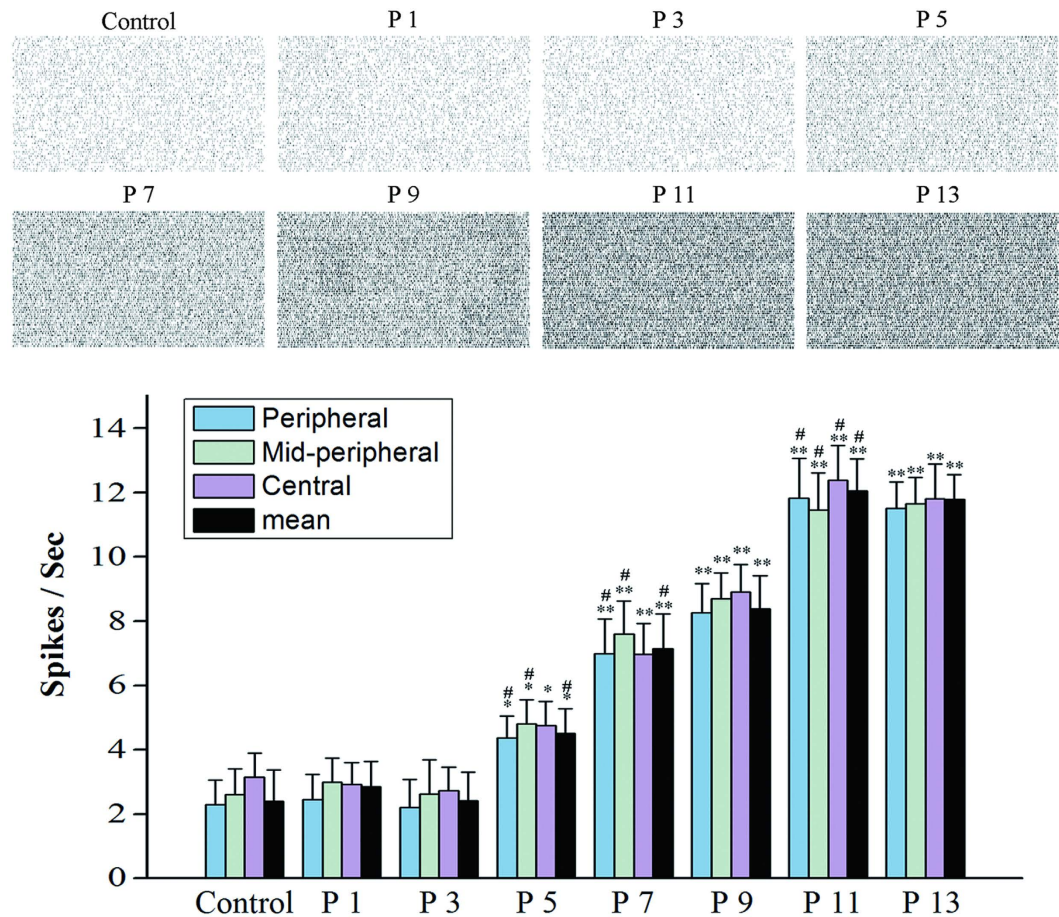 Control P 1 P 3 P 5
P 7 P 9 P 11 P 13
Peripheral
Mid-peripheral
Central
mean
Spikes / Sec
14
12
10
8
6
4
2
0
# # # #
** ** ** **
** ** ** **
** ** ** **
# # #
** ** ** **
# # #
* * * *
Control P 1 P 3 P 5 P 7 P 9 P 11 P 13